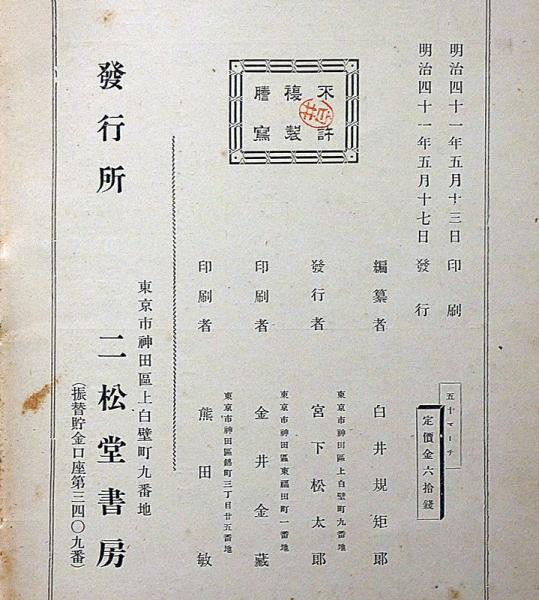 明治四十一年五月十三日 印刷
明治四十一年五月十七日 發行
五十マーチ
定價金六拾錢
不許
複製
謄寫
編纂者 白井規矩郎
東京市神田區上白壁町九番地
發行者 宮下松太郎
東京市神田區東福田町一番地
印刷者 金井金藏
東京市神田區錦町三丁目廿五番地
印刷者 熊田敏
東京市神田區上白壁町九番地
發行所 二松堂書房
(振替貯金口座第三四〇九番)